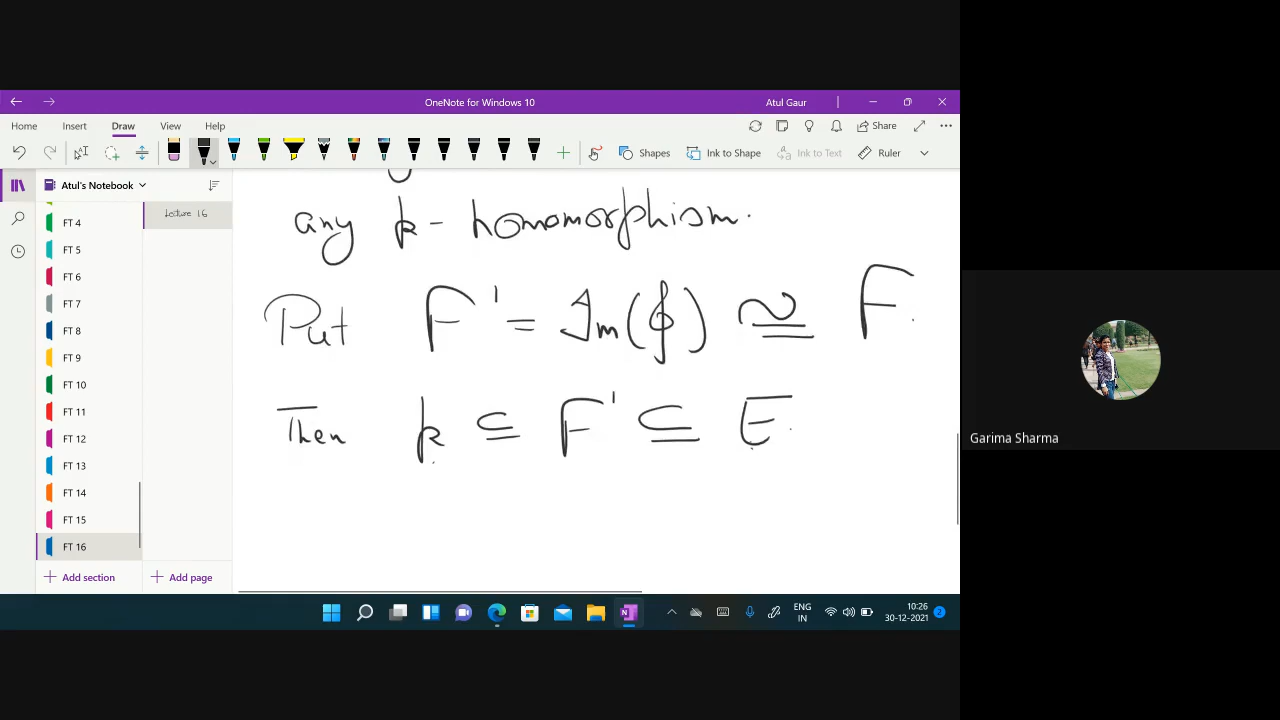 OneNote for Windows 10
Atul Gaur
Home Insert Draw View Help
Share
Shapes Ink to Shape Ink to Text Ruler
Atul's Notebook
FT 4
FT 5
FT 6
FT 7
FT 8
FT 9
FT 10
FT 11
FT 12
FT 13
FT 14
FT 15
FT 16
Add section
Lecture 16
Add page
any k - homomorphism.
Put F' = Im(ϕ) ≅ F.
Then k ⊆ F' ⊆ E.
Garima Sharma
ENG
IN
10:26
30-12-2021
2